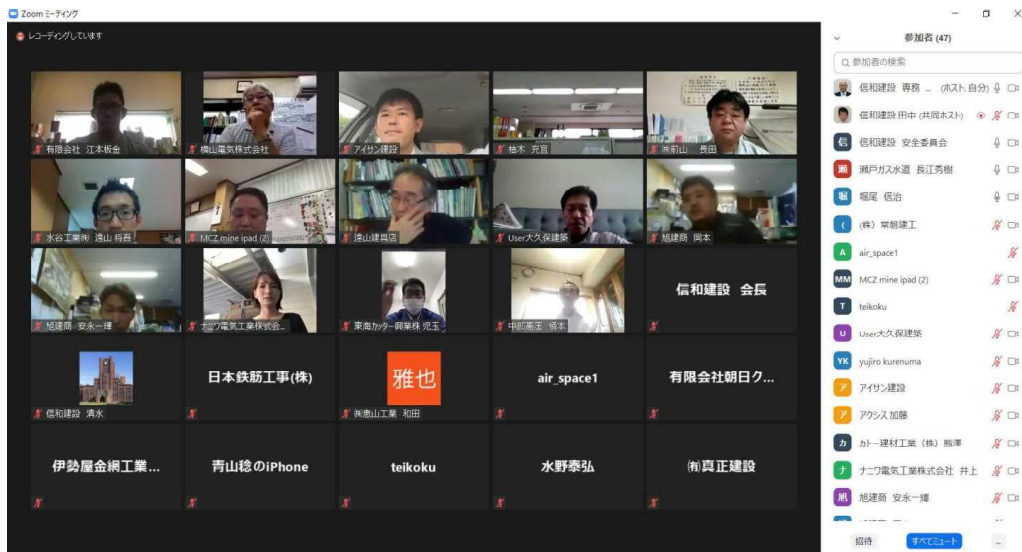 Zoom ミーティング
レコーディングしています
有限会社 江本板金
横山電気株式会社
アイサン建設
柚木 充宜
㈱前山 長田
水谷工業㈱ 遠山 将吾
MCZ mine ipad (2)
遠山建具店
User大久保建築
旭建商 岡本
旭建商 安永一輝
ナニワ電気工業株式会...
東海カッター興業株 児玉
信和建設 会長
信和建設 清水
日本鉄筋工事(株)
雅也
㈱恵山工業 和田
air_space1
有限会社朝日ク...
伊勢屋金網工業...
青山稔のiPhone
teikoku
水野泰弘
㈲真正建設
参加者 (47)
参加者の検索
信和建設 専務 ... (ホスト, 自分)
信和建設 田中 (共同ホスト)
信 信和建設 安全委員会
瀬 瀬戸ガス水道 長江秀樹
堀 堀尾 信治
( (株) 常磐建工
A air_space1
MM MCZ mine ipad (2)
T teikoku
U User大久保建築
YK yujiro kurenuma
ア アイサン建設
ア アクシス 加藤
カ カトー建材工業(株)熊澤
ナ ナニワ電気工業株式会社 井上
旭 旭建商 安永一輝
招待
すべてミュート
...